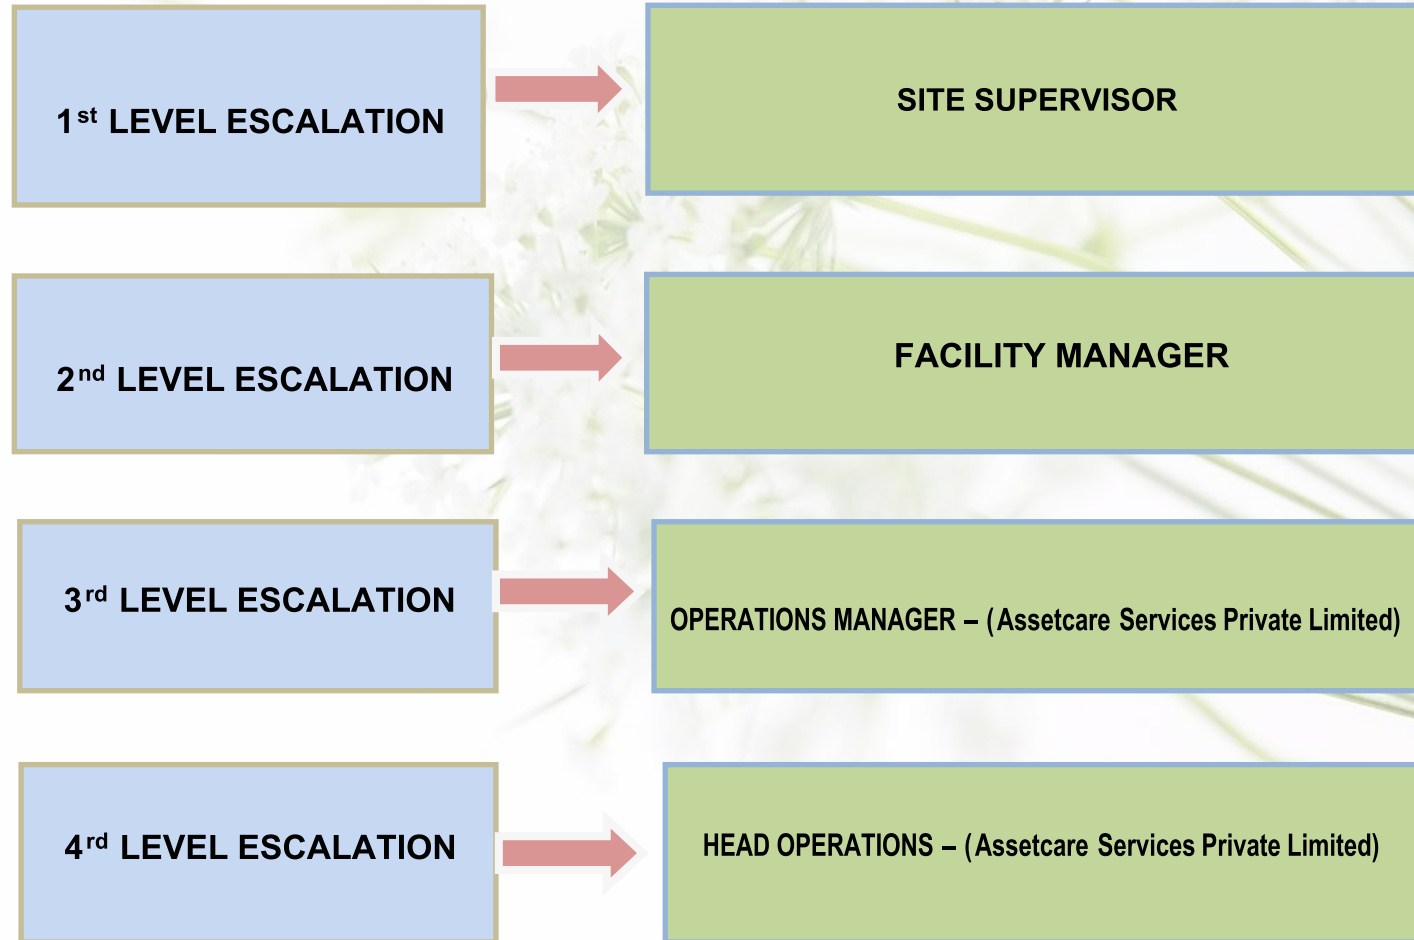 1st LEVEL ESCALATION
SITE SUPERVISOR
2nd LEVEL ESCALATION
FACILITY MANAGER
3rd LEVEL ESCALATION
OPERATIONS MANAGER – (Assetcare Services Private Limited)
4rd LEVEL ESCALATION
HEAD OPERATIONS – (Assetcare Services Private Limited)